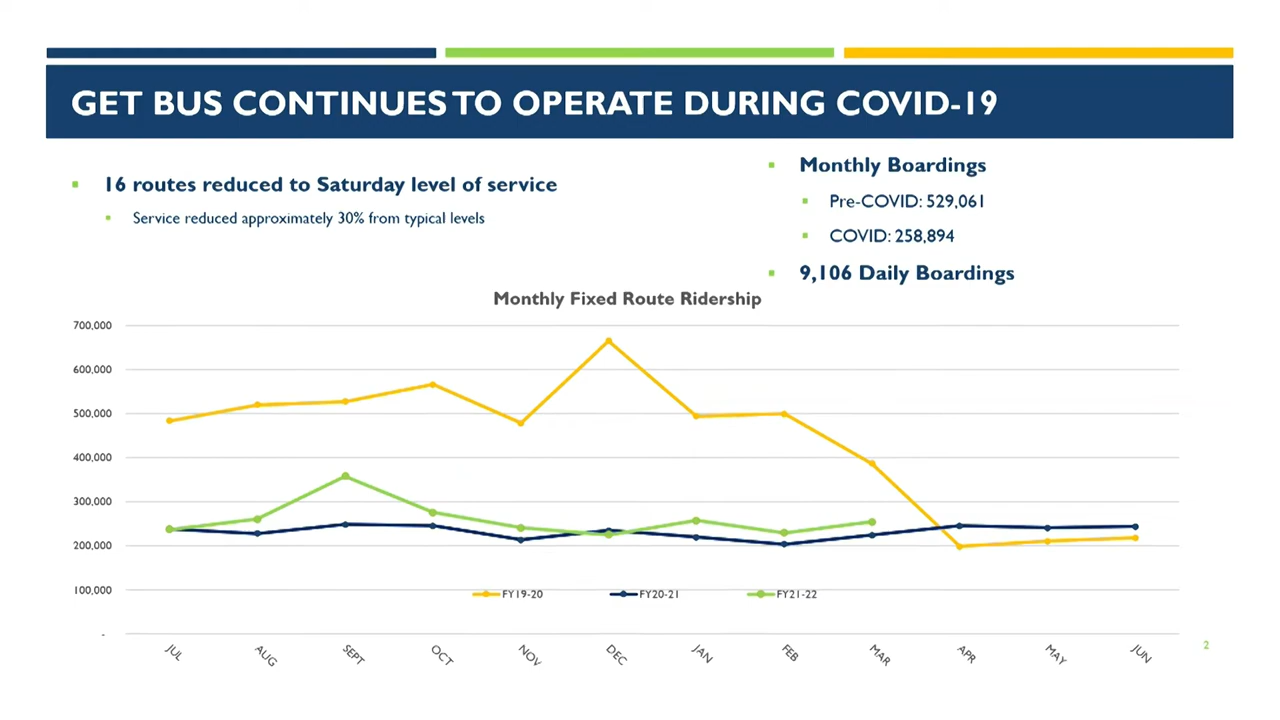 GET BUS CONTINUES TO OPERATE DURING COVID-19
16 routes reduced to Saturday level of service
Service reduced approximately 30% from typical levels
Monthly Boardings
Pre-COVID: 529,061
COVID: 258,894
9,106 Daily Boardings
Monthly Fixed Route Ridership
700,000
600,000
500,000
400,000
300,000
200,000
100,000
-
FY19-20 FY20-21 FY21-22
JUL AUG SEPT OCT NOV DEC JAN FEB MAR APR MAY JUN
2